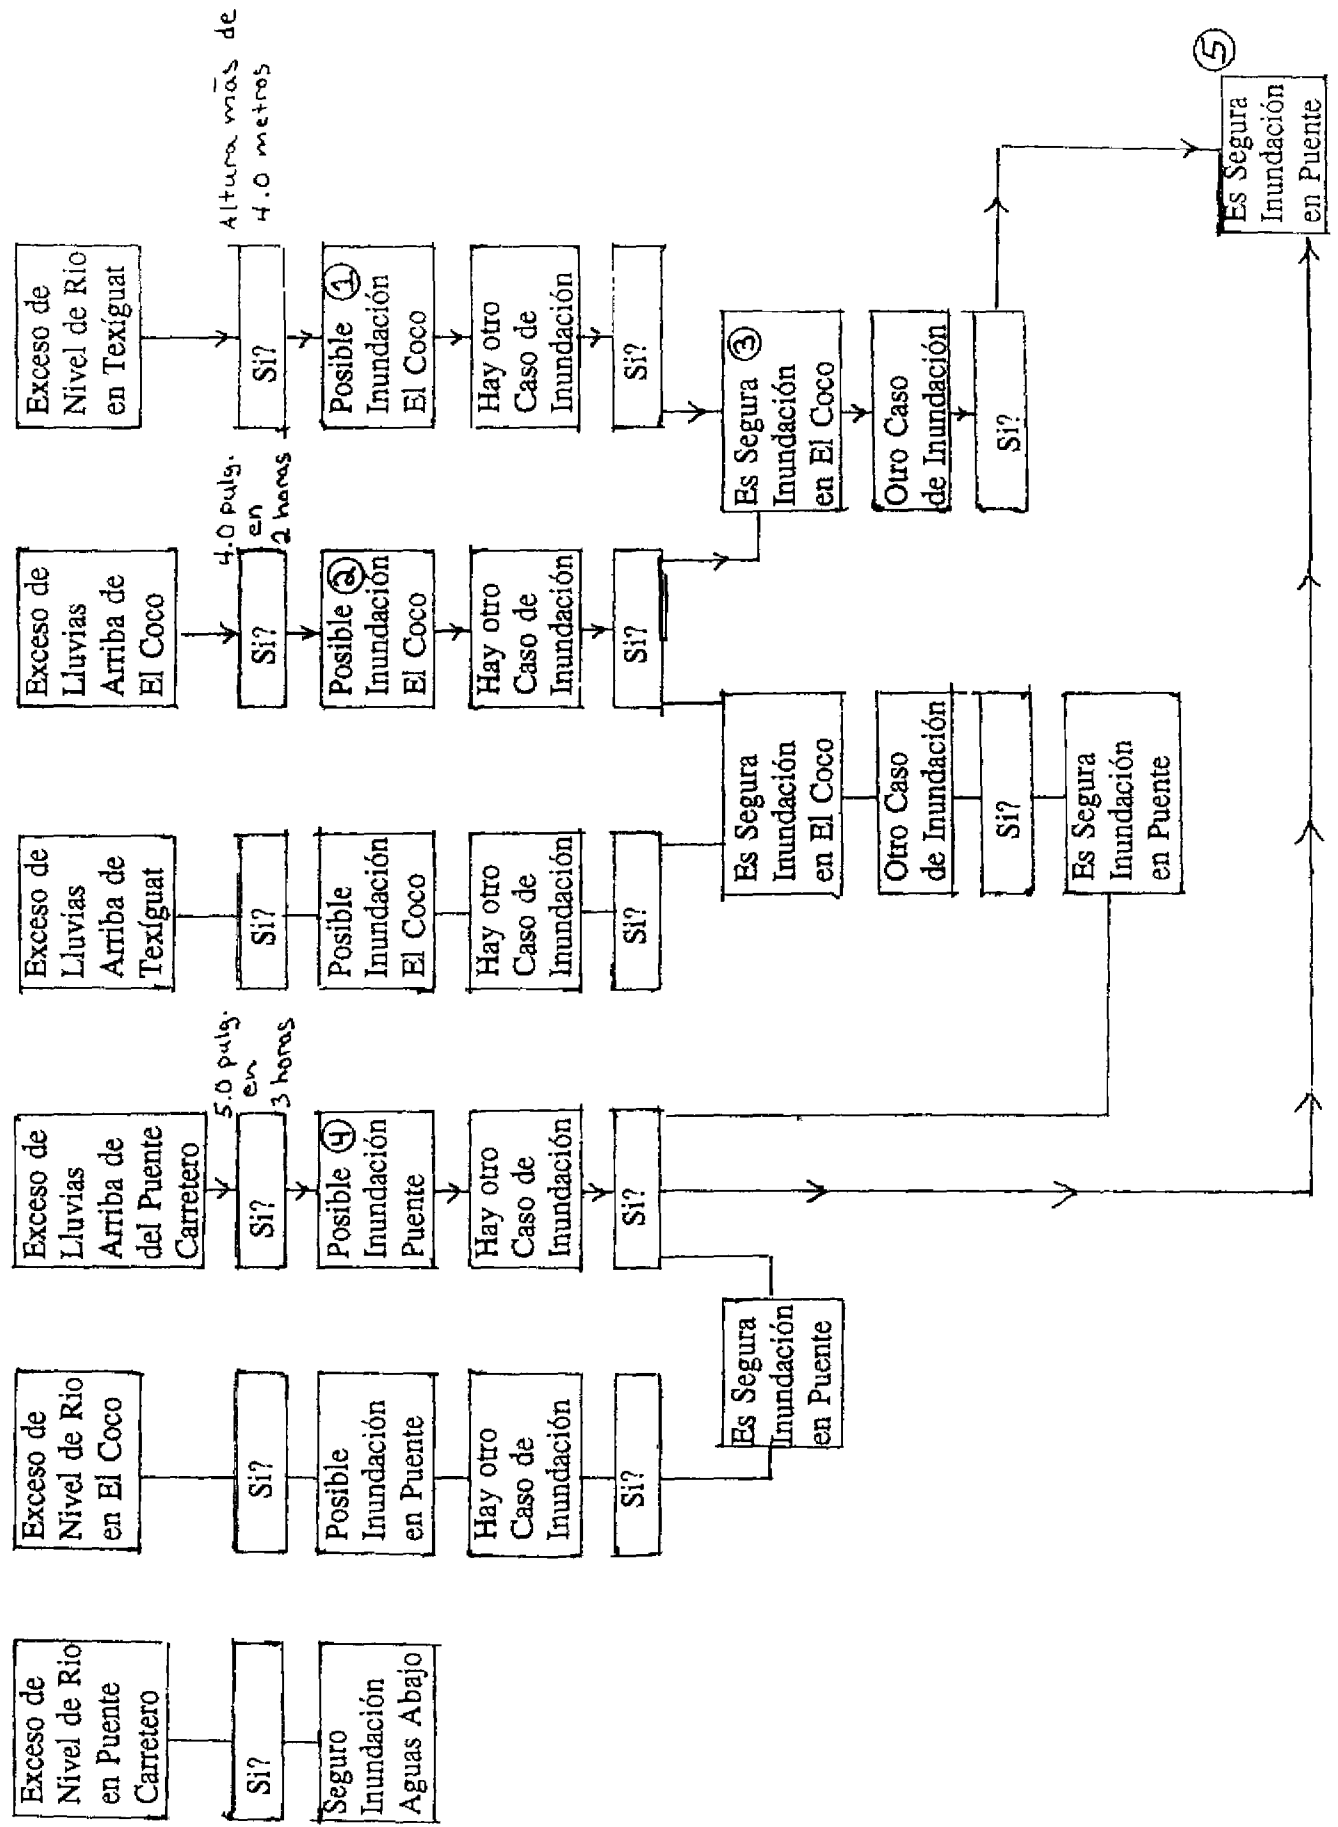 Exceso de
Nivel de Rio
en Puente
Carretero
Si?
Seguro
Inundación
Aguas Abajo
Exceso de
Nivel de Rio
en El Coco
Si?
Posible
Inundación
en Puente
Hay otro
Caso de
Inundación
Si?
Es Segura
Inundación
en Puente
Exceso de
Lluvias
Arriba de
del Puente
Carretero
5.0 pulg.
en
3 horas
Si?
Posible 4
Inundación
Puente
Hay otro
Caso de
Inundación
Si?
Exceso de
Lluvias
Arriba de
Texíguat
Si?
Posible
Inundación
El Coco
Hay otro
Caso de
Inundación
Si?
Es Segura
Inundación
en El Coco
Otro Caso
de Inundación
Si?
Es Segura
Inundación
en Puente
Exceso de
Lluvias
Arriba de
El Coco
4.0 pulg.
en
2 horas
Si?
Posible 2
Inundación
El Coco
Hay otro
Caso de
Inundación
Si?
Exceso de
Nivel de Rio
en Texíguat
Altura más de
4.0 metros
Si?
Posible 1
Inundación
El Coco
Hay otro
Caso de
Inundación
Si?
Es Segura 3
Inundación
en El Coco
Otro Caso
de Inundación
Si?
5
Es Segura
Inundación
en Puente